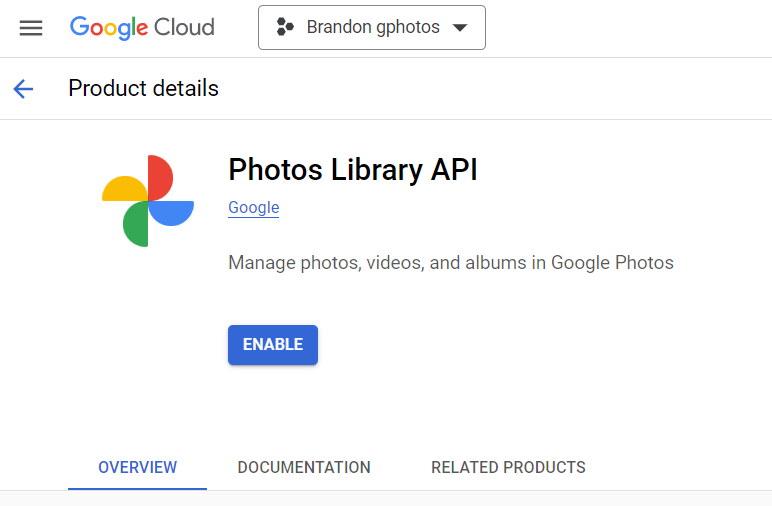 Google Cloud
Brandon gphotos
Product details
Photos Library API
Google
Manage photos, videos, and albums in Google Photos
ENABLE
OVERVIEW
DOCUMENTATION
RELATED PRODUCTS